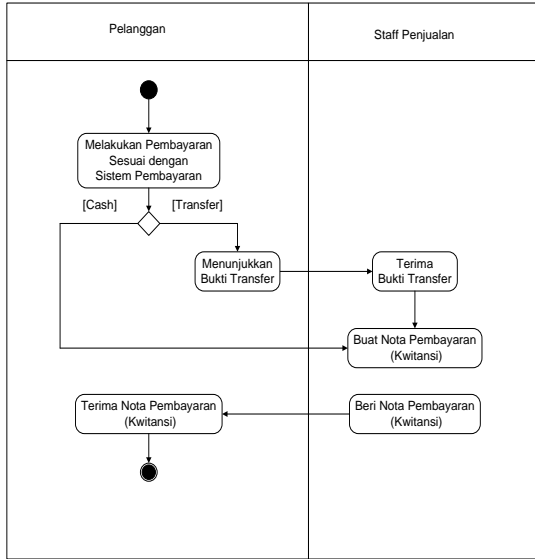 Pelanggan
Staff Penjualan
Melakukan Pembayaran
Sesuai dengan
Sistem Pembayaran
[Cash]
[Transfer]
Menunjukkan
Bukti Transfer
Terima
Bukti Transfer
Buat Nota Pembayaran
(Kwitansi)
Terima Nota Pembayaran
(Kwitansi)
Beri Nota Pembayaran
(Kwitansi)